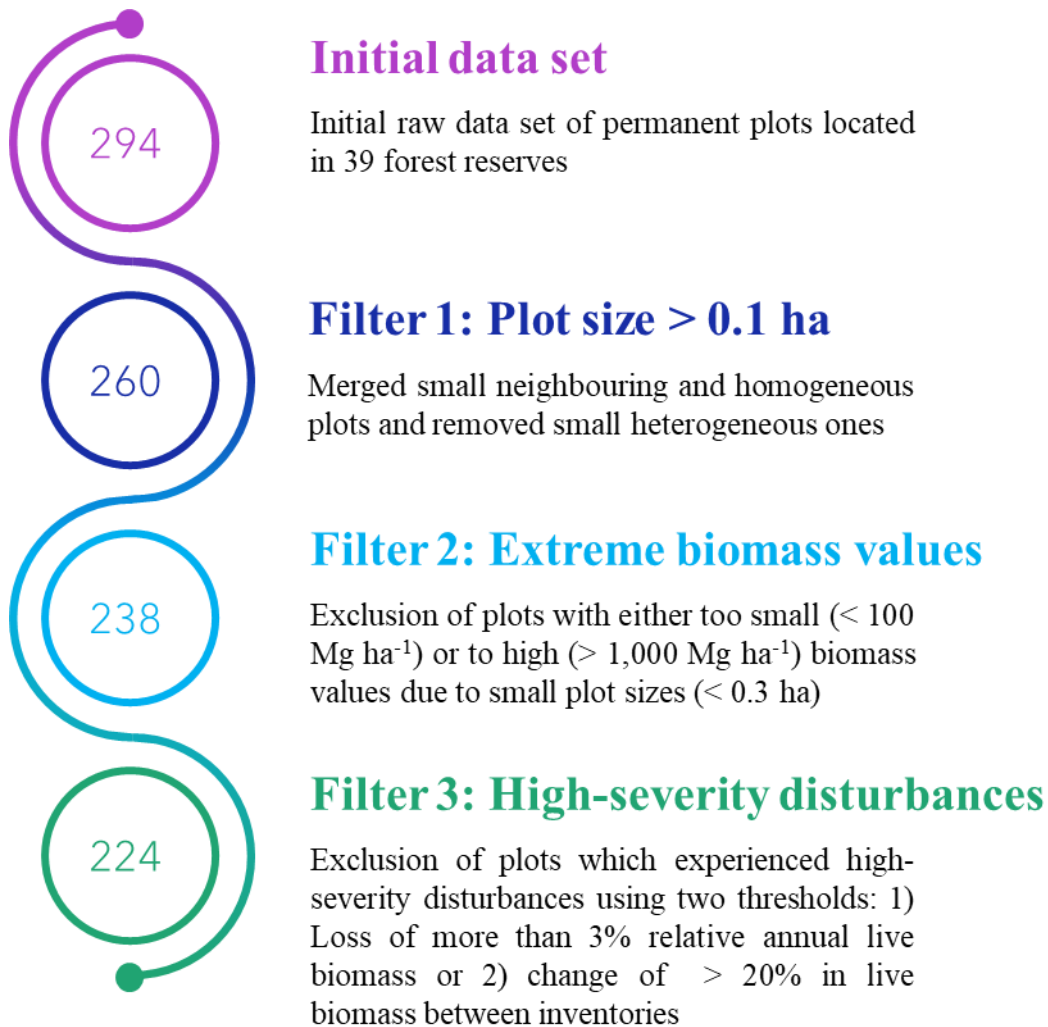 294
Initial data set
Initial raw data set of permanent plots located
in 39 forest reserves
260
Filter 1: Plot size > 0.1 ha
Merged small neighbouring and homogeneous
plots and removed small heterogeneous ones
238
Filter 2: Extreme biomass values
Exclusion of plots with either too small (< 100
Mg ha⁻¹) or to high (> 1,000 Mg ha⁻¹) biomass
values due to small plot sizes (< 0.3 ha)
224
Filter 3: High-severity disturbances
Exclusion of plots which experienced high-
severity disturbances using two thresholds: 1)
Loss of more than 3% relative annual live
biomass or 2) change of > 20% in live
biomass between inventories